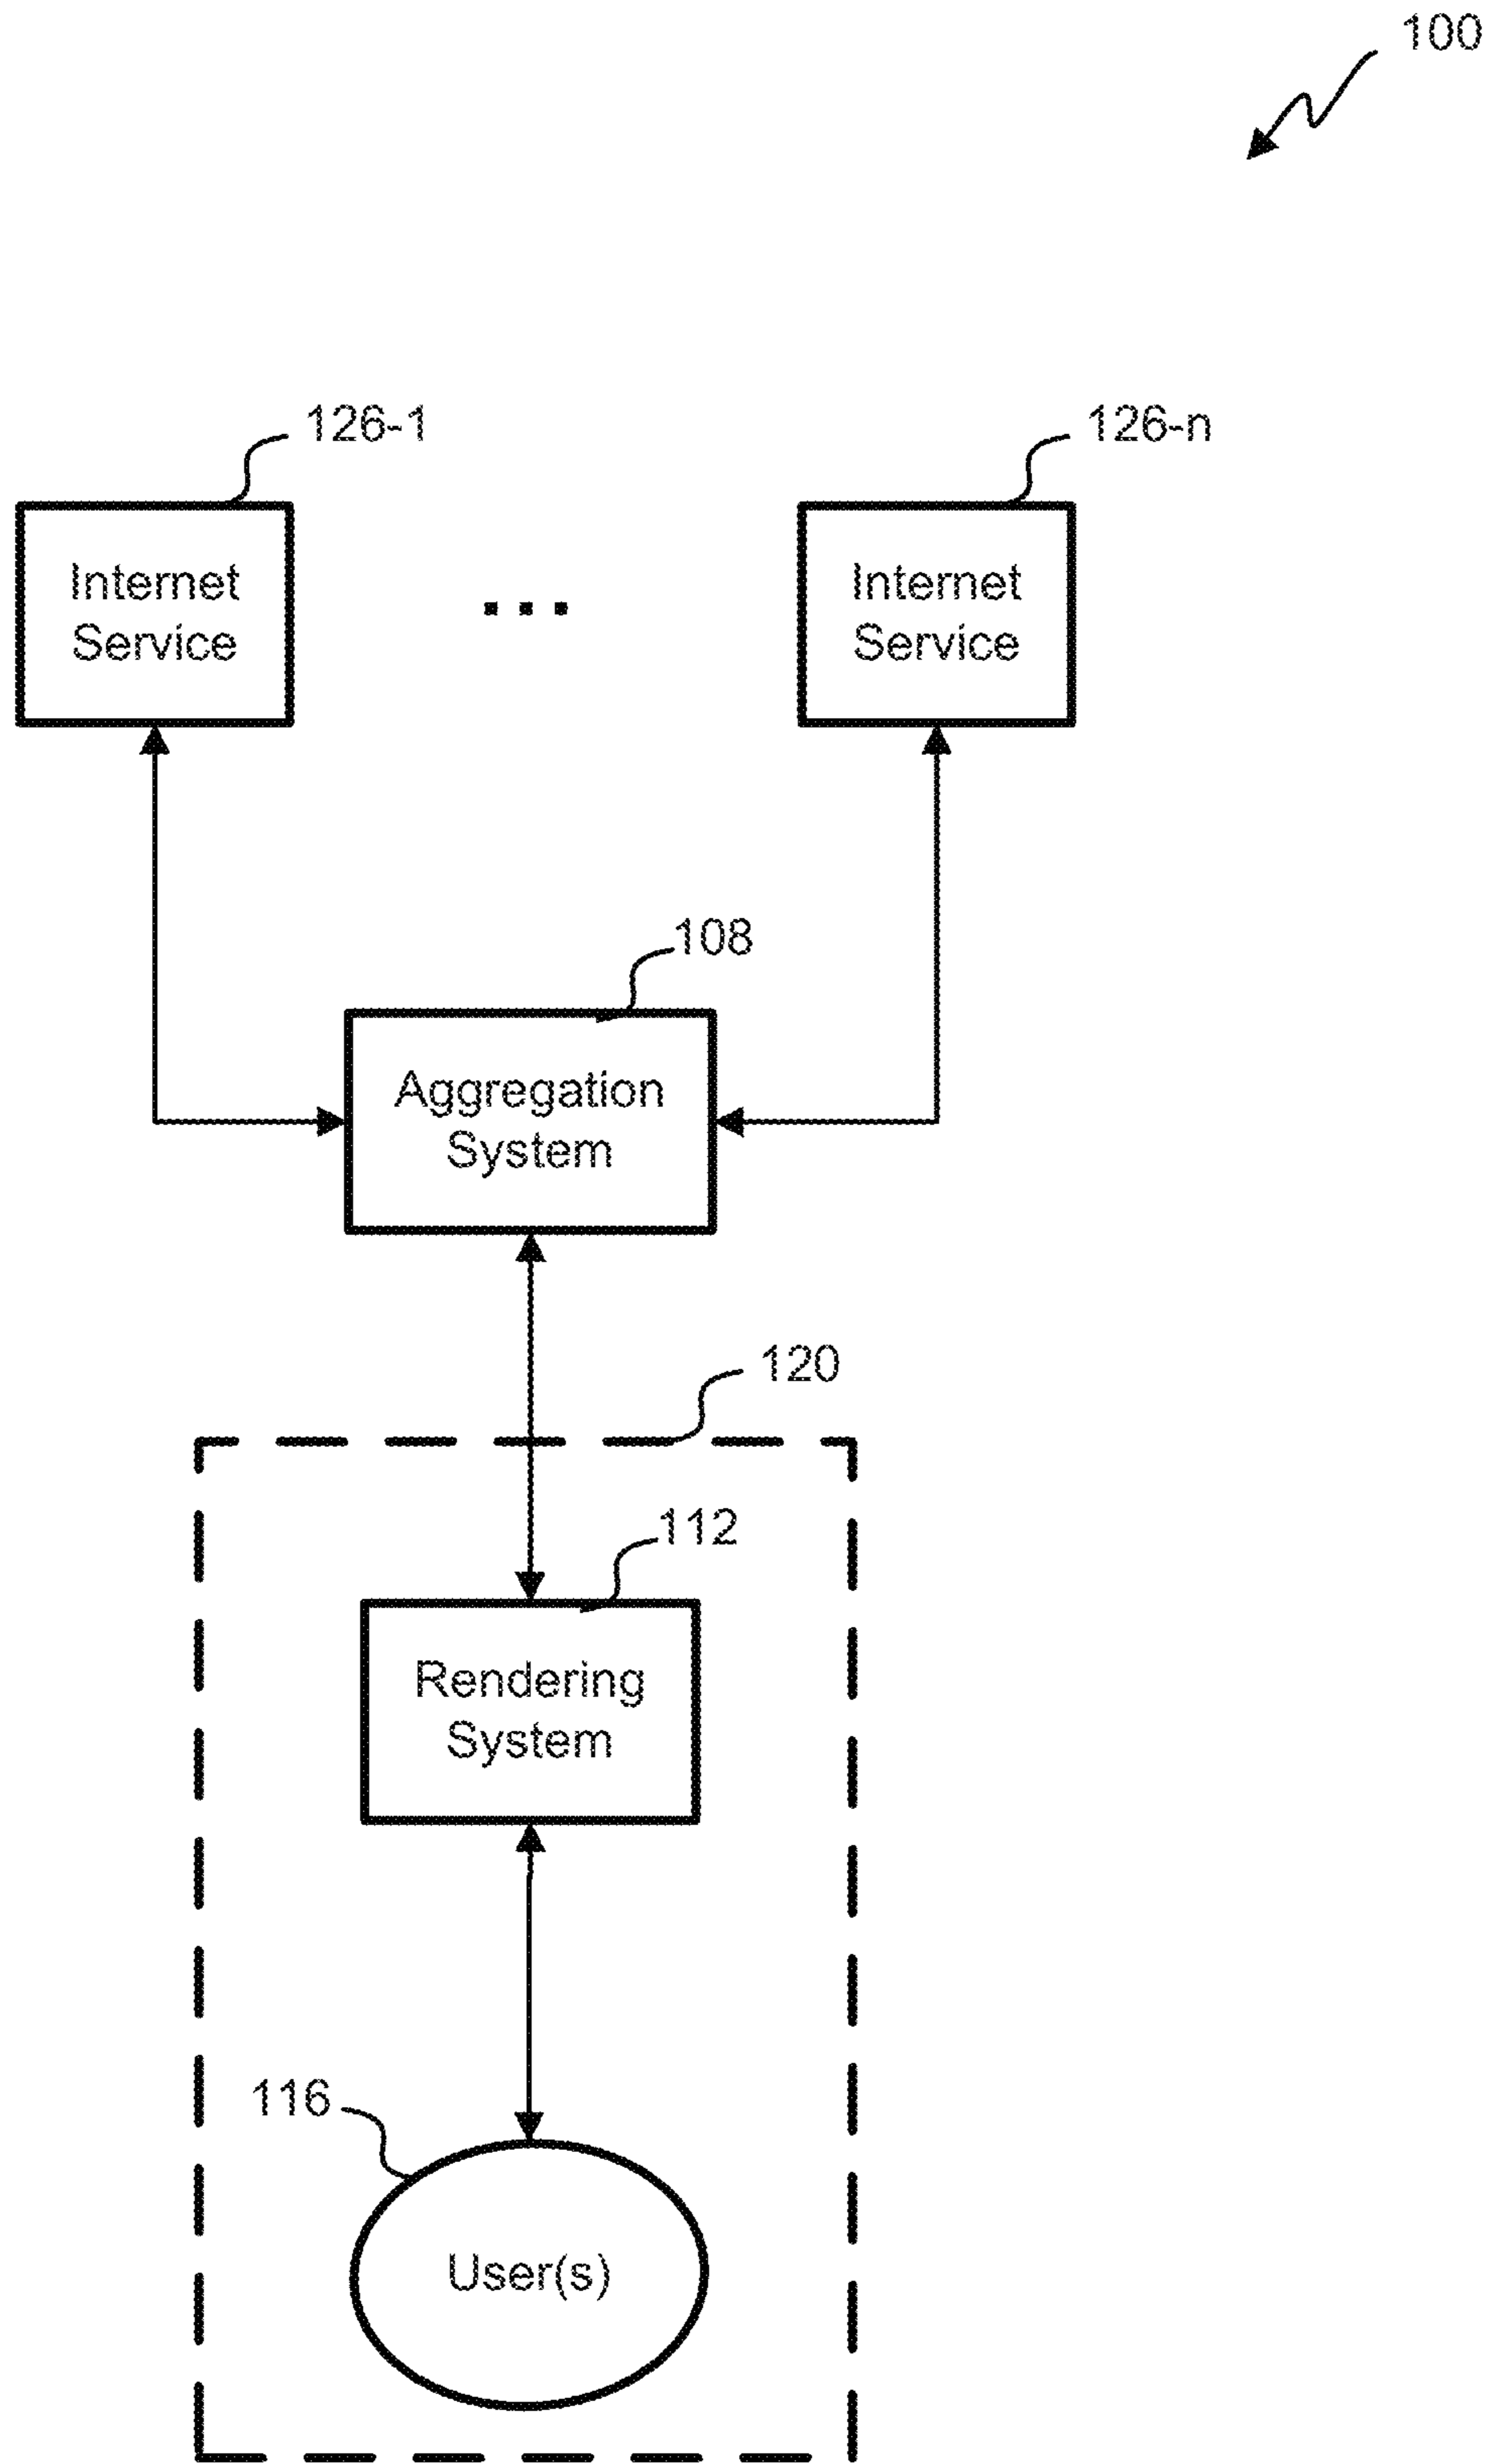 100
126-1
126-n
Internet
Service
...
Internet
Service
108
Aggregation
System
120
112
Rendering
System
116
User(s)